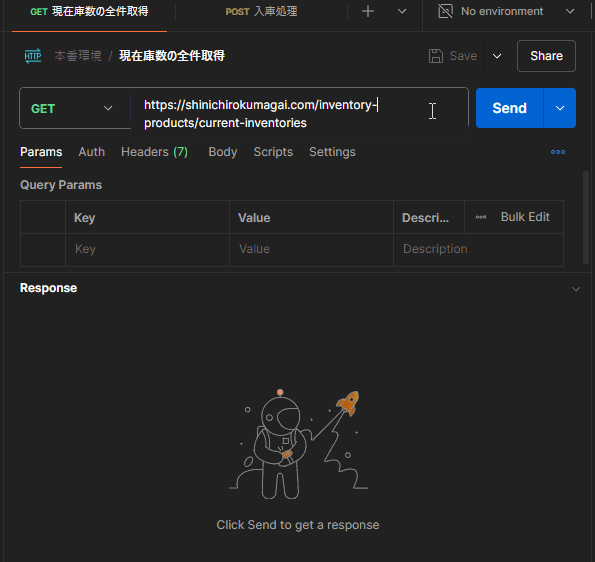 GET 現在庫数の全件取得
POST 入庫処理
No environment
HTTP 本番環境 / 現在庫数の全件取得
Save
Share
GET
https://shinichirokumagai.com/inventory-
products/current-inventories
Send
Params Auth Headers (7) Body Scripts Settings
Query Params
Key Value Descri... Bulk Edit
Key Value Description
Response
Click Send to get a response